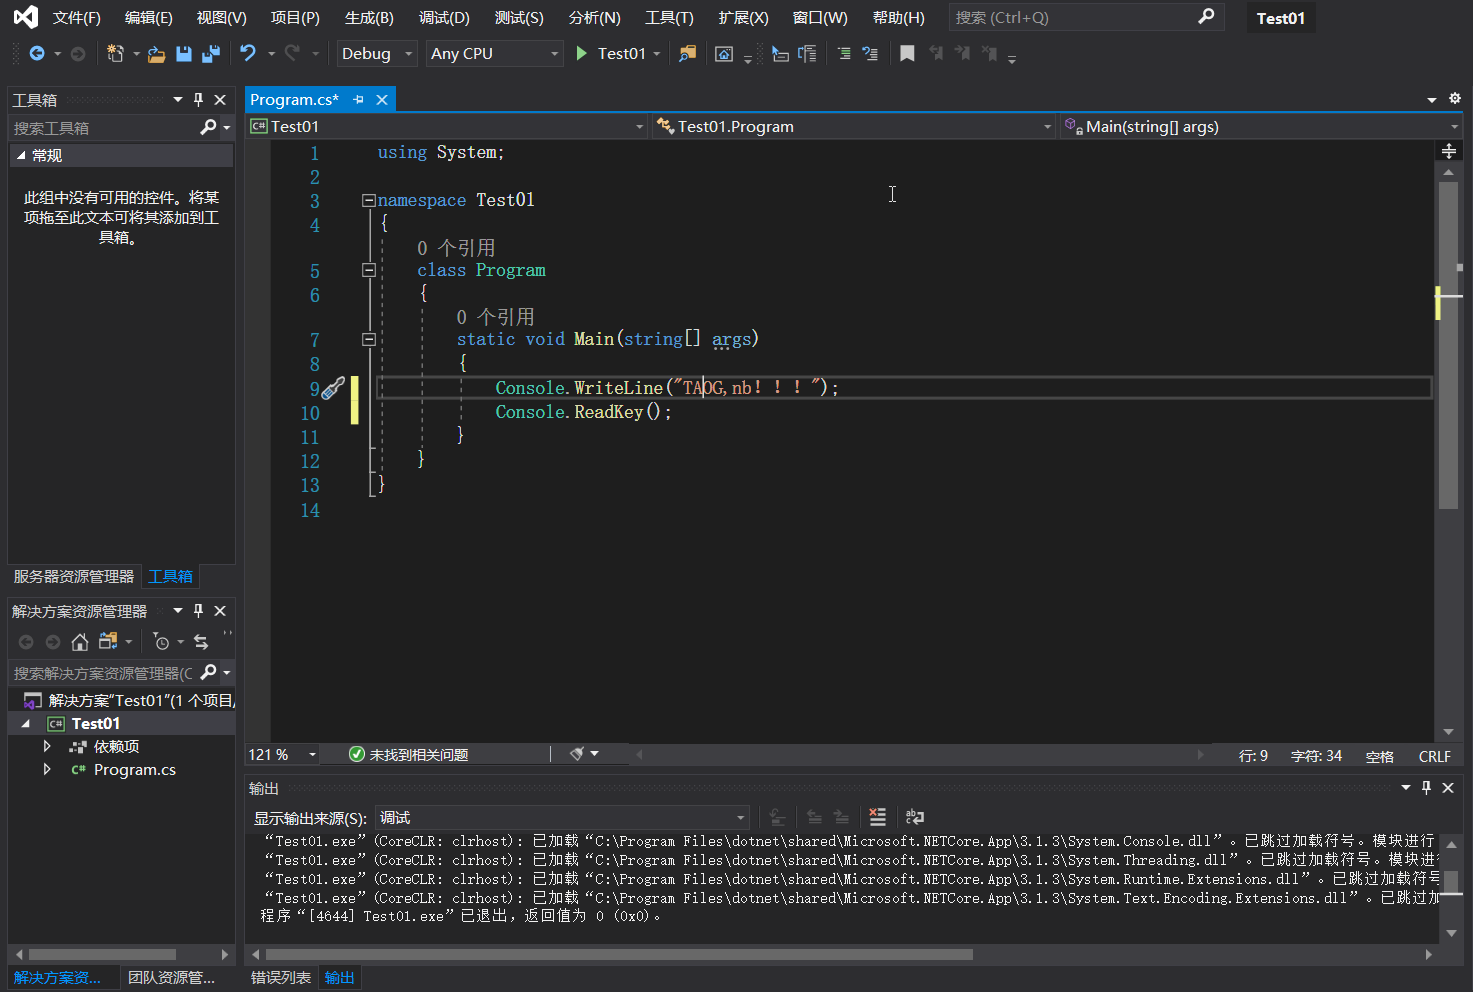 文件(F) 编辑(E) 视图(V) 项目(P) 生成(B) 调试(D) 测试(S) 分析(N) 工具(T) 扩展(X) 窗口(W) 帮助(H) 搜索 (Ctrl+Q) Test01
Debug Any CPU Test01
工具箱
搜索工具箱
常规
此组中没有可用的控件。将某
项拖至此文本可将其添加到工
具箱。
服务器资源管理器 工具箱
解决方案资源管理器
搜索解决方案资源管理器(C
解决方案"Test01"(1 个项目,
C# Test01
依赖项
C# Program.cs
解决方案资... 团队资源管...
Program.cs*
C# Test01 Test01.Program Main(string[] args)
1 using System;
2
3 namespace Test01
4 {
0 个引用
5 class Program
6 {
0 个引用
7 static void Main(string[] args)
8 {
9 Console.WriteLine("TAOG,nb！！！");
10 Console.ReadKey();
11 }
12 }
13 }
14
121 % 未找到相关问题 行: 9 字符: 34 空格 CRLF
输出
显示输出来源(S): 调试
“Test01.exe”(CoreCLR: clrhost): 已加载“C:\Program Files\dotnet\shared\Microsoft.NETCore.App\3.1.3\System.Console.dll”。已跳过加载符号。模块进行
“Test01.exe”(CoreCLR: clrhost): 已加载“C:\Program Files\dotnet\shared\Microsoft.NETCore.App\3.1.3\System.Threading.dll”。已跳过加载符号。模块进
“Test01.exe”(CoreCLR: clrhost): 已加载“C:\Program Files\dotnet\shared\Microsoft.NETCore.App\3.1.3\System.Runtime.Extensions.dll”。已跳过加载符号
“Test01.exe”(CoreCLR: clrhost): 已加载“C:\Program Files\dotnet\shared\Microsoft.NETCore.App\3.1.3\System.Text.Encoding.Extensions.dll”。已跳过加
程序“[4644] Test01.exe”已退出，返回值为 0 (0x0)。
错误列表 输出